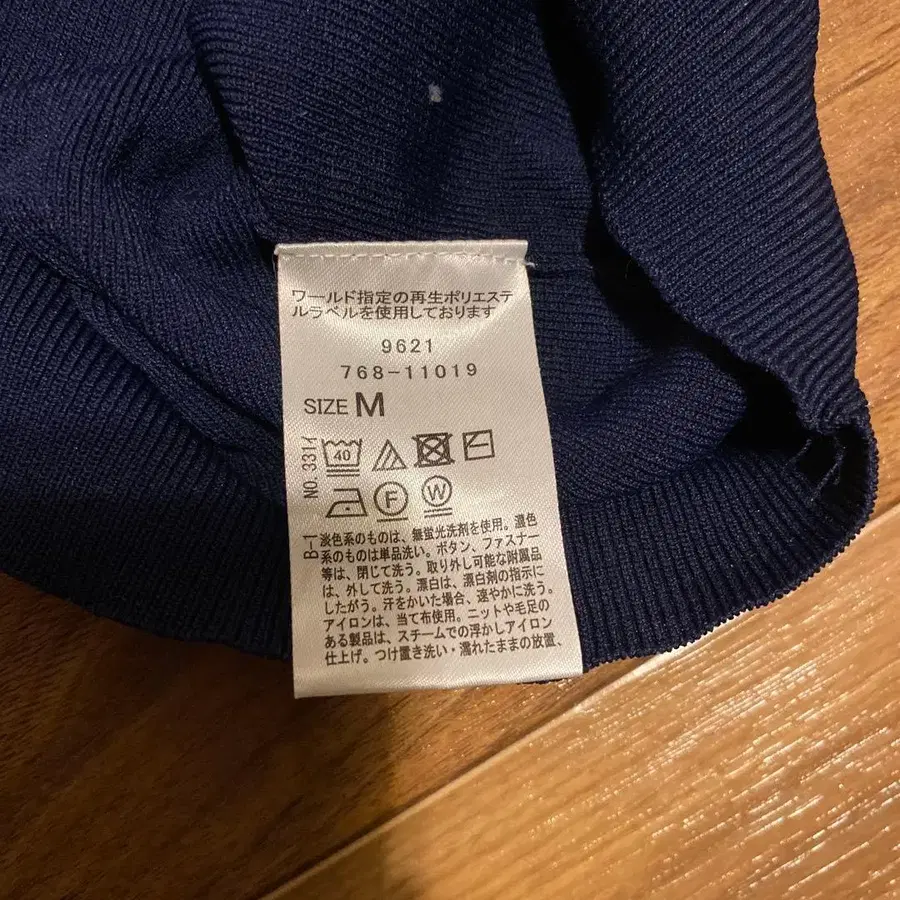 ワールド指定の再生ポリエステ
ルラベルを使用しております
9621
768-11019
SIZE M
NO.331イ
40
F
W
B-1
淡色系のものは、無蛍光洗剤を使用。濃色
系のものは単品洗い。ボタン、ファスナー
等は、閉じて洗う。取り外し可能な附属品
は、外して洗う。漂白は、漂白剤の指示に
したがう。汗をかいた場合、速やかに洗う。
アイロンは、当て布使用。ニットや毛足の
ある製品は、スチームでの浮かしアイロン
仕上げ。つけ置き洗い・濡れたままの放置、